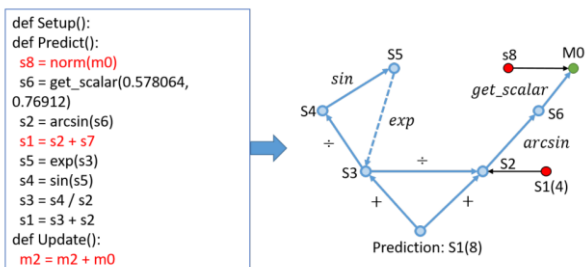 def Setup():
def Predict():
s8 = norm(m0)
s6 = get_scalar(0.578064,
0.76912)
s2 = arcsin(s6)
s1 = s2 + s7
s5 = exp(s3)
s4 = sin(s5)
s3 = s4 / s2
s1 = s3 + s2
def Update():
m2 = m2 + m0
S5
s8
M0
sin
get_scalar
exp
S4
S6
÷
arcsin
÷
S3
S2
S1(4)
+
+
Prediction: S1(8)